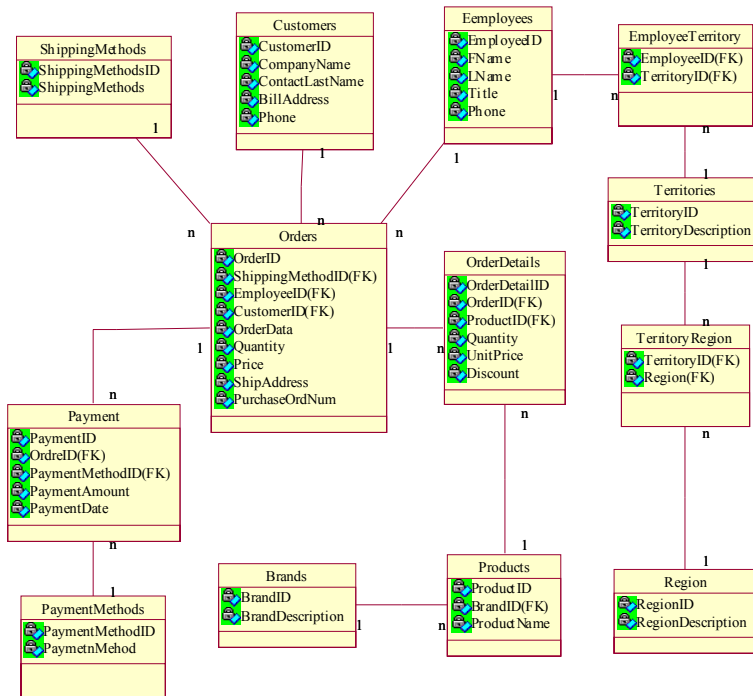 ShippingMethods
ShippingMethodsID
ShippingMethods
Customers
CustomerID
CompanyName
ContactLastName
BillAddress
Phone
Eemployees
EmployeeID
FName
LName
Title
Phone
EmployeeTerritory
EmployeeID(FK)
TerritoryID(FK)
1
n
1
1
1
n
n
1
n
n
n
Territories
TerritoryID
TerritoryDescription
1
n
Orders
OrderID
ShippingMethodID(FK)
EmployeeID(FK)
CustomerID(FK)
OrderData
Quantity
Price
ShipAddress
PurchaseOrdNum
OrderDetails
OrderDetailID
OrderID(FK)
ProductID(FK)
Quantity
UnitPrice
Discount
TerritoryRegion
TerritoryID(FK)
Region(FK)
1
n
1
n
n
n
Payment
PaymentID
OrdreID(FK)
PaymentMethodID(FK)
PaymentAmount
PaymentDate
n
1
1
1
PaymentMethods
PaymentMethodID
PaymetnMehod
Brands
BrandID
BrandDescription
1
n
Products
ProductID
BrandID(FK)
ProductName
Region
RegionID
RegionDescription